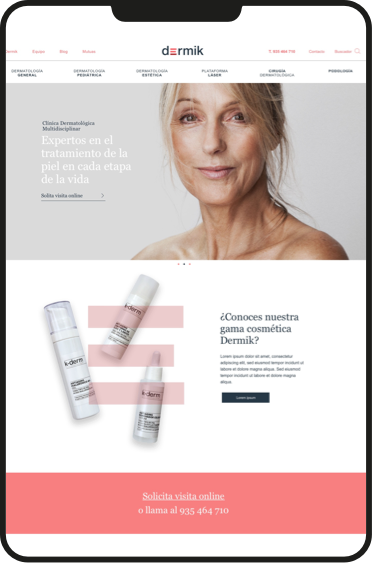 Dermik Equipo Blog Noticias dermik T. 935 464 710 Contacto Buscador
DERMATOLOGÍA GENERAL
DERMATOLOGÍA PEDIÁTRICA
DERMATOLOGÍA ESTÉTICA
PLATAFORMA LÁSER
CIRUGÍA DERMATOLÓGICA
PODOLOGÍA
Clínica Dermatológica
Multidisciplinar
Expertos en el
tratamiento de la
piel en cada etapa
de la vida
Solita visita online
k-derm
k-derm
k-derm
¿Conoces nuestra
gama cosmética
Dermik?
Lorem ipsum dolor sit amet, consectetur
adipiscing elit, sed eiusmod tempor incidunt ut
labore et dolore magna aliqua. Sed eiusmod
tempor incidunt ut labore et dolore magna
aliqua.
Lorem ipsum
Solicita visita online
o llama al 935 464 710